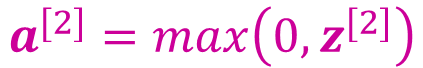 a^[2] = max(0, z^[2])